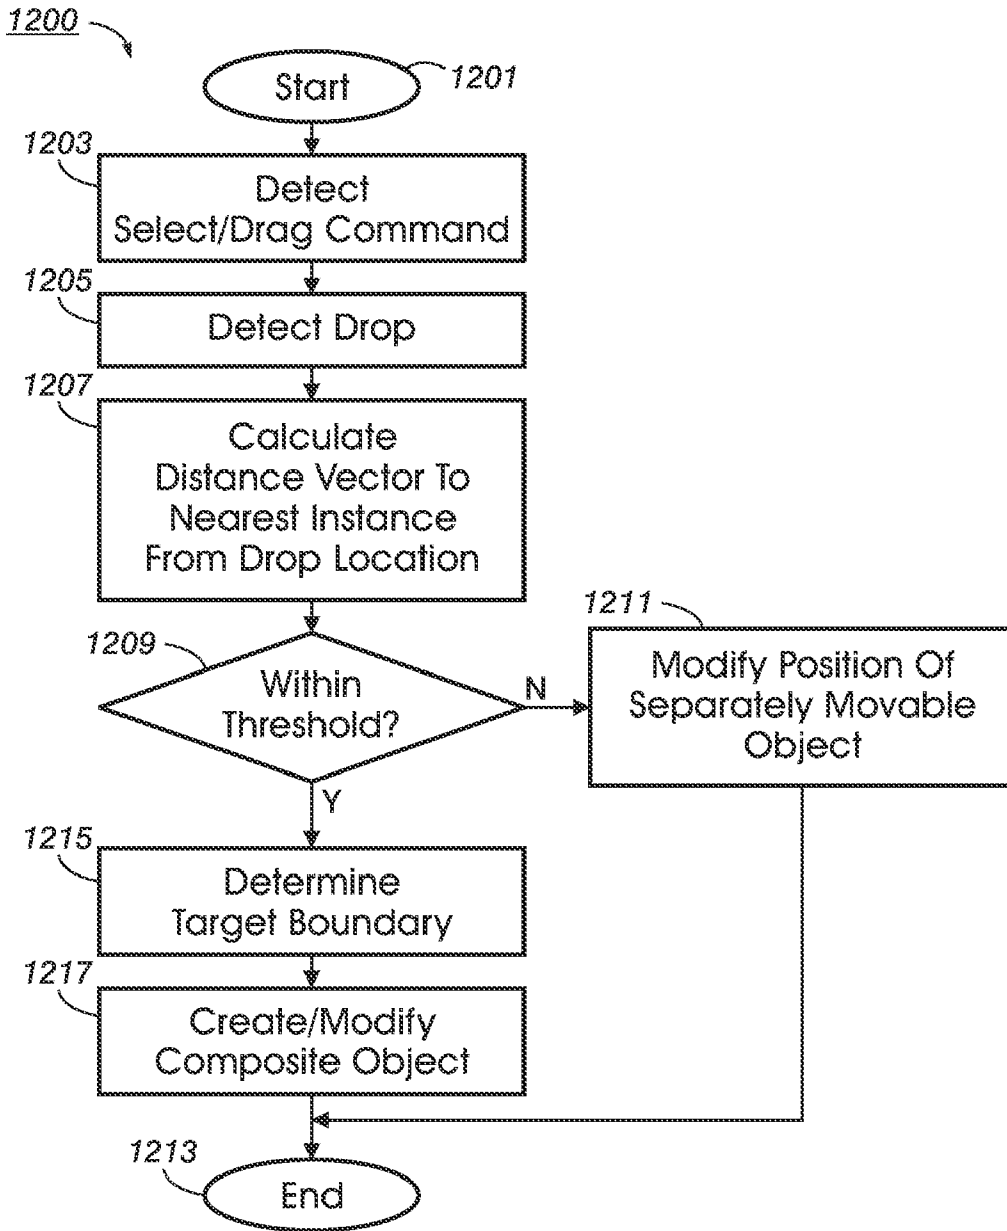 1200
Start
1201
1203
Detect
Select/Drag Command
1205
Detect Drop
1207
Calculate
Distance Vector To
Nearest Instance
From Drop Location
1209
Within
Threshold?
N
1211
Modify Position Of
Separately Movable
Object
Y
1215
Determine
Target Boundary
1217
Create/Modify
Composite Object
1213
End